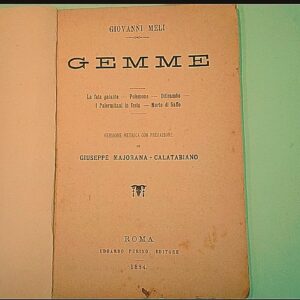 GIOVANNI MELI
GEMME
La fata galante — Polemone — Ditirambo —
I Palermitani in festa — Morte di Saffo
VERSIONE METRICA CON PREFAZIONE
DI
GIUSEPPE MAJORANA-CALATABIANO
ROMA
EDOARDO PERINO, EDITORE
1884